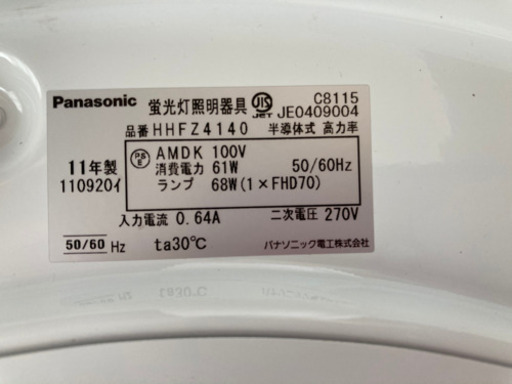 Panasonic 蛍光灯照明器具 JIS C8115
JET JE0409004
品番 HHFZ4140 半導体式 高力率
11年製
110920イ
PSE AMDK 100V
消費電力 61W 50/60Hz
ランプ 68W(1×FHD70)
入力電流 0.64A 二次電圧 270V
50/60 Hz ta30℃ パナソニック電工株式会社